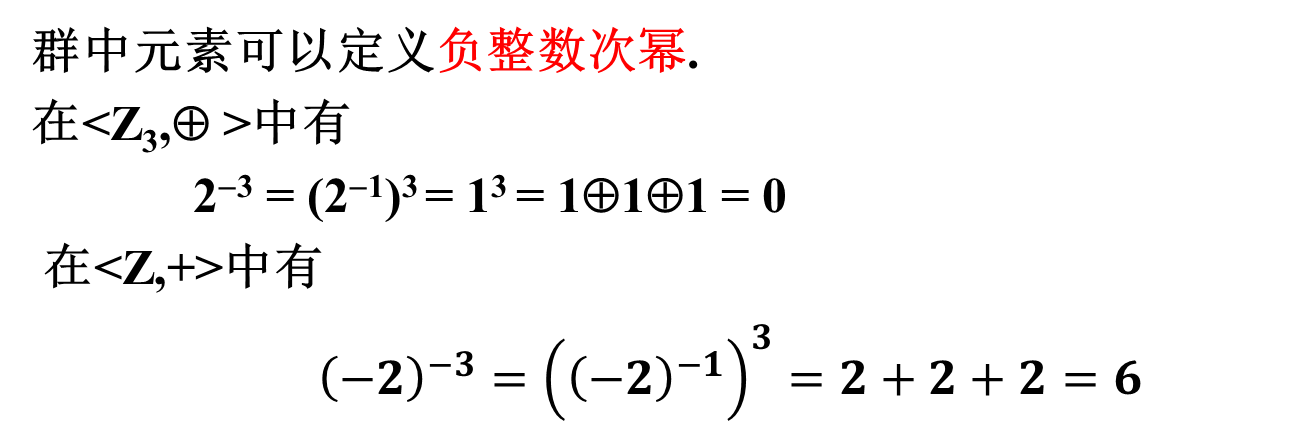 群中元素可以定义负整数次幂.
在<Z₃,⊕ >中有
2⁻³ = (2⁻¹)³ = 1³ = 1⊕1⊕1 = 0
在<Z,+>中有
(−2)⁻³ = ((−2)⁻¹)³ = 2 + 2 + 2 = 6